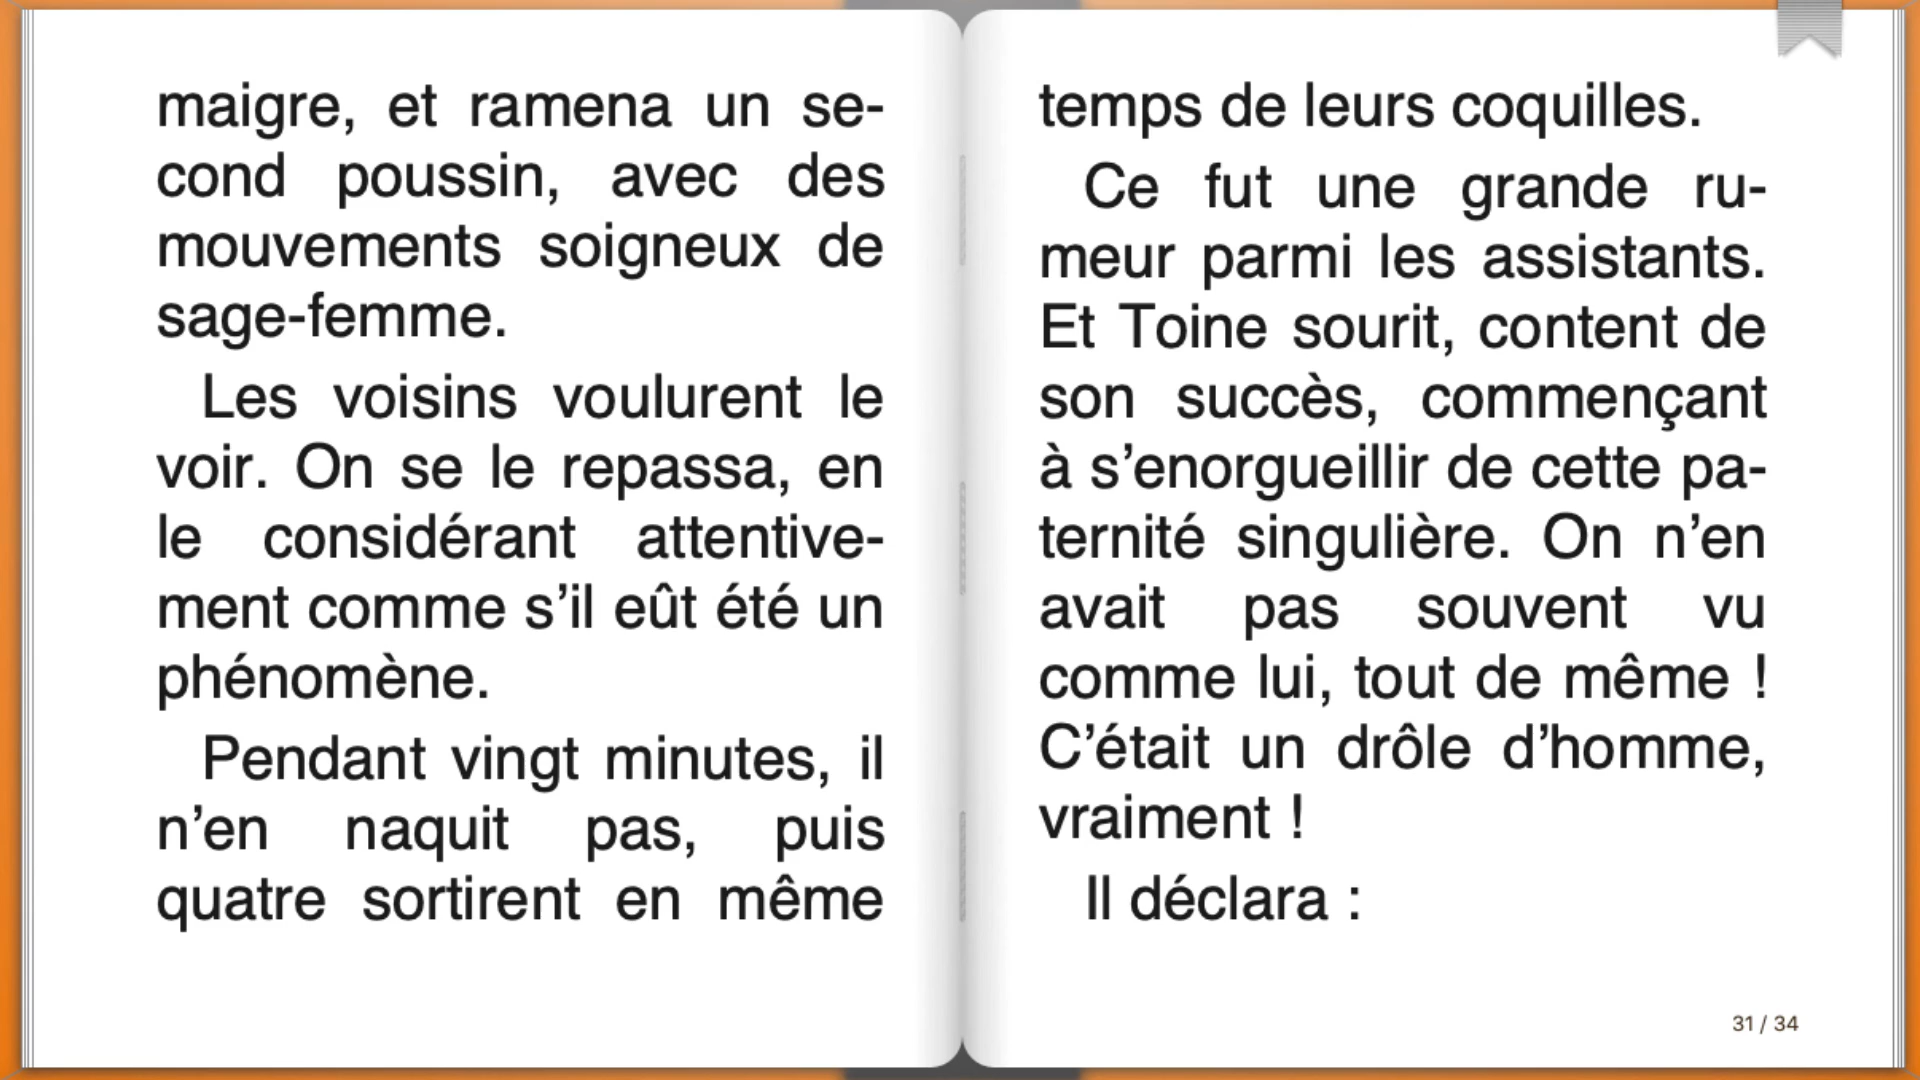 maigre, et ramena un se-
cond poussin, avec des
mouvements soigneux de
sage-femme.
Les voisins voulurent le
voir. On se le repassa, en
le considérant attentive-
ment comme s’il eût été un
phénomène.
Pendant vingt minutes, il
n’en naquit pas, puis
quatre sortirent en même
temps de leurs coquilles.
Ce fut une grande ru-
meur parmi les assistants.
Et Toine sourit, content de
son succès, commençant
à s’enorgueillir de cette pa-
ternité singulière. On n’en
avait pas souvent vu
comme lui, tout de même !
C’était un drôle d’homme,
vraiment !
Il déclara :
31 / 34